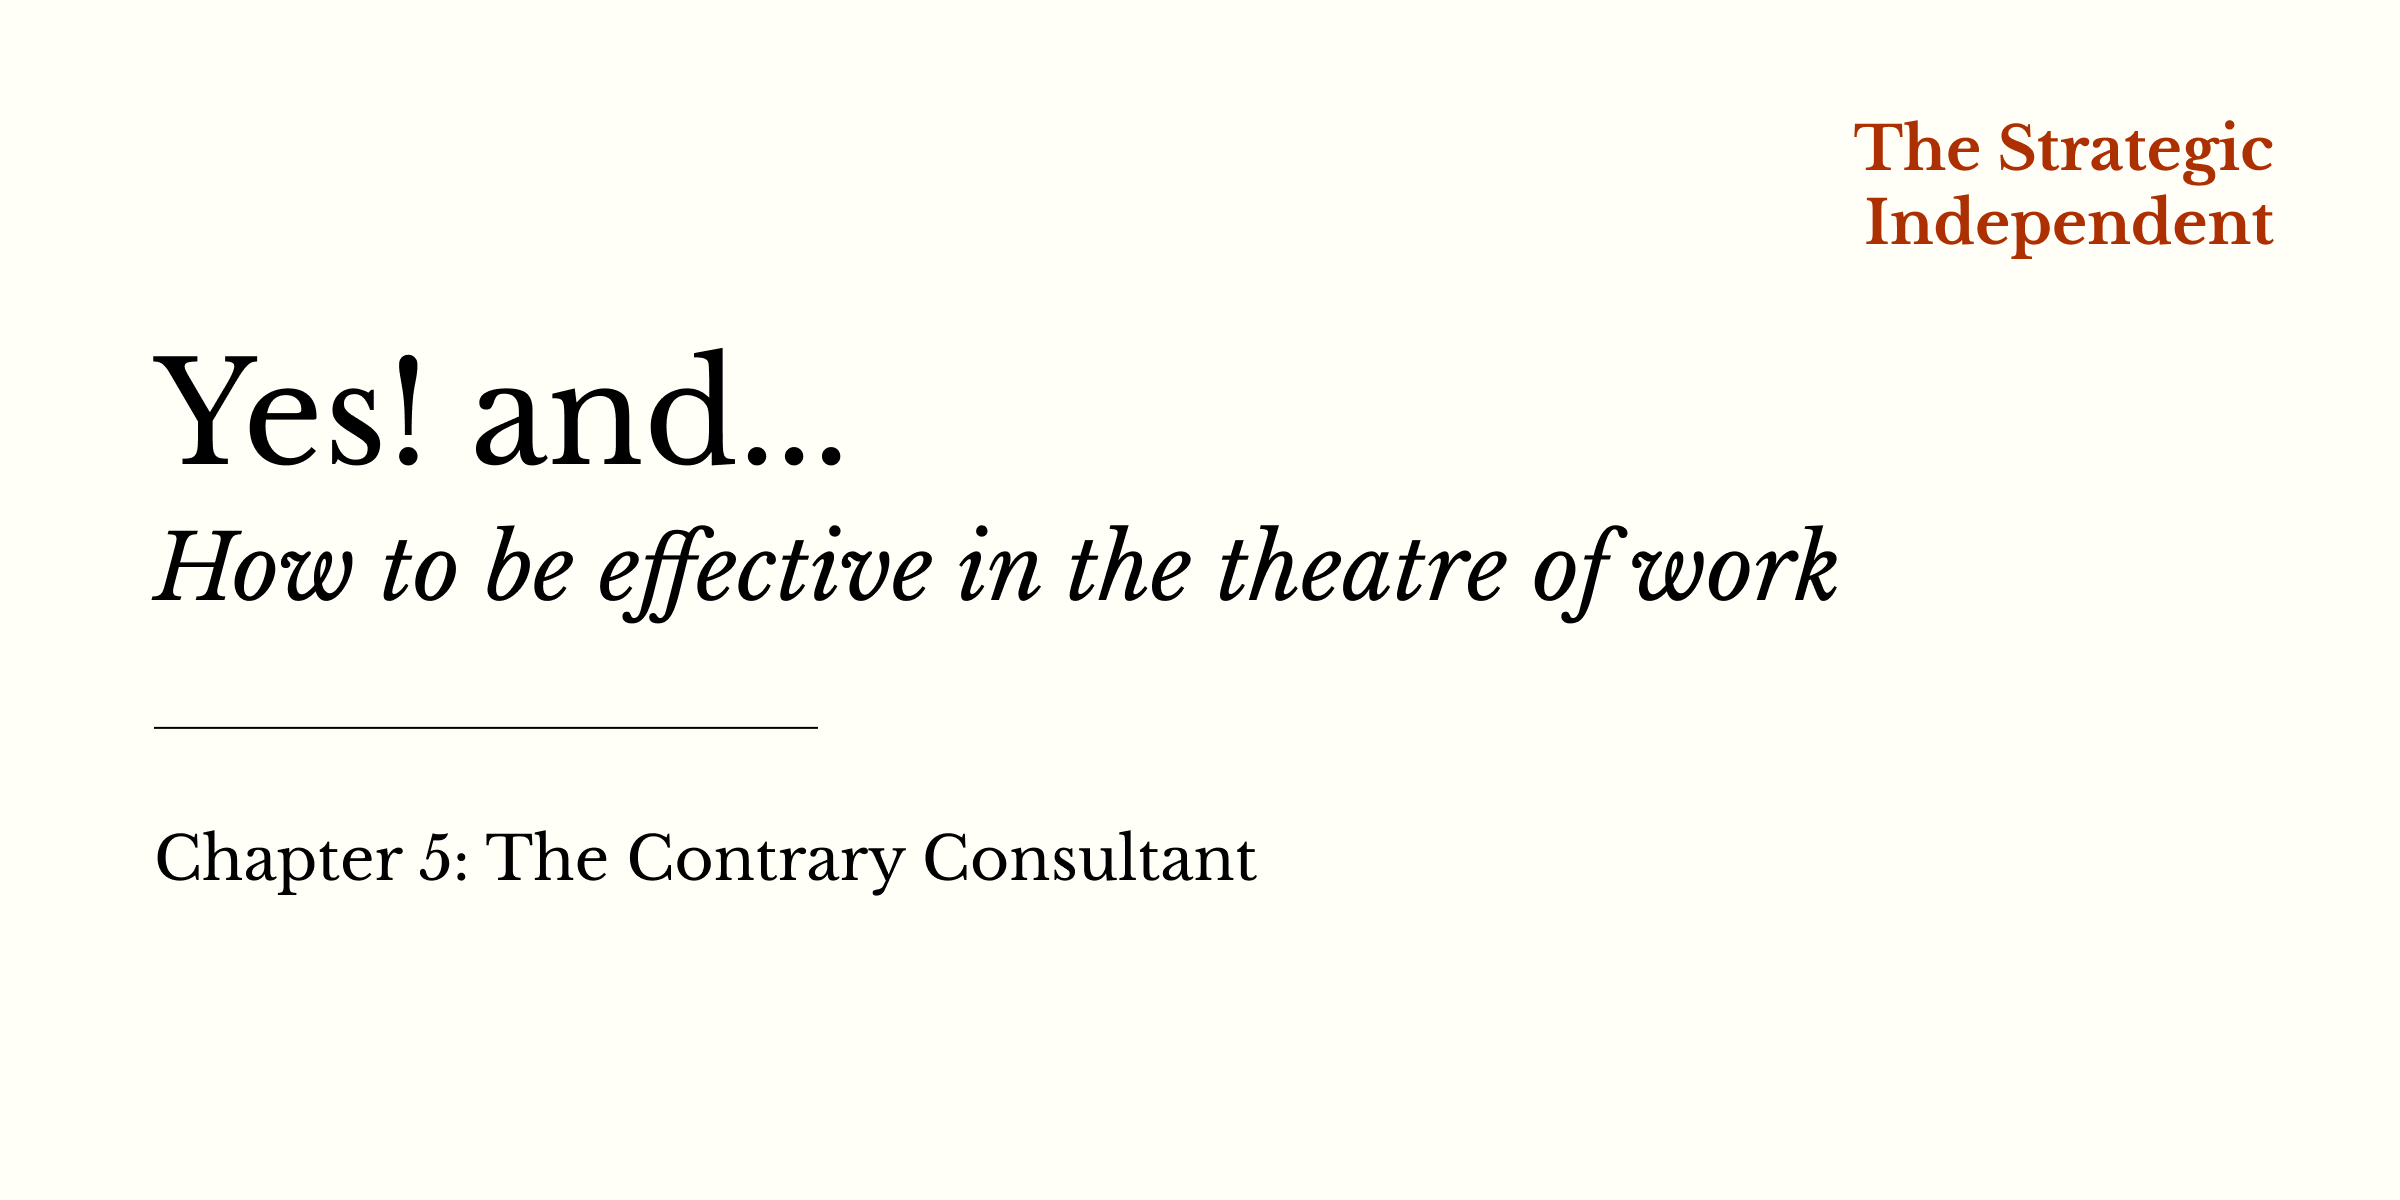 The Strategic
Independent
Yes! and...
How to be effective in the theatre of work
Chapter 5: The Contrary Consultant